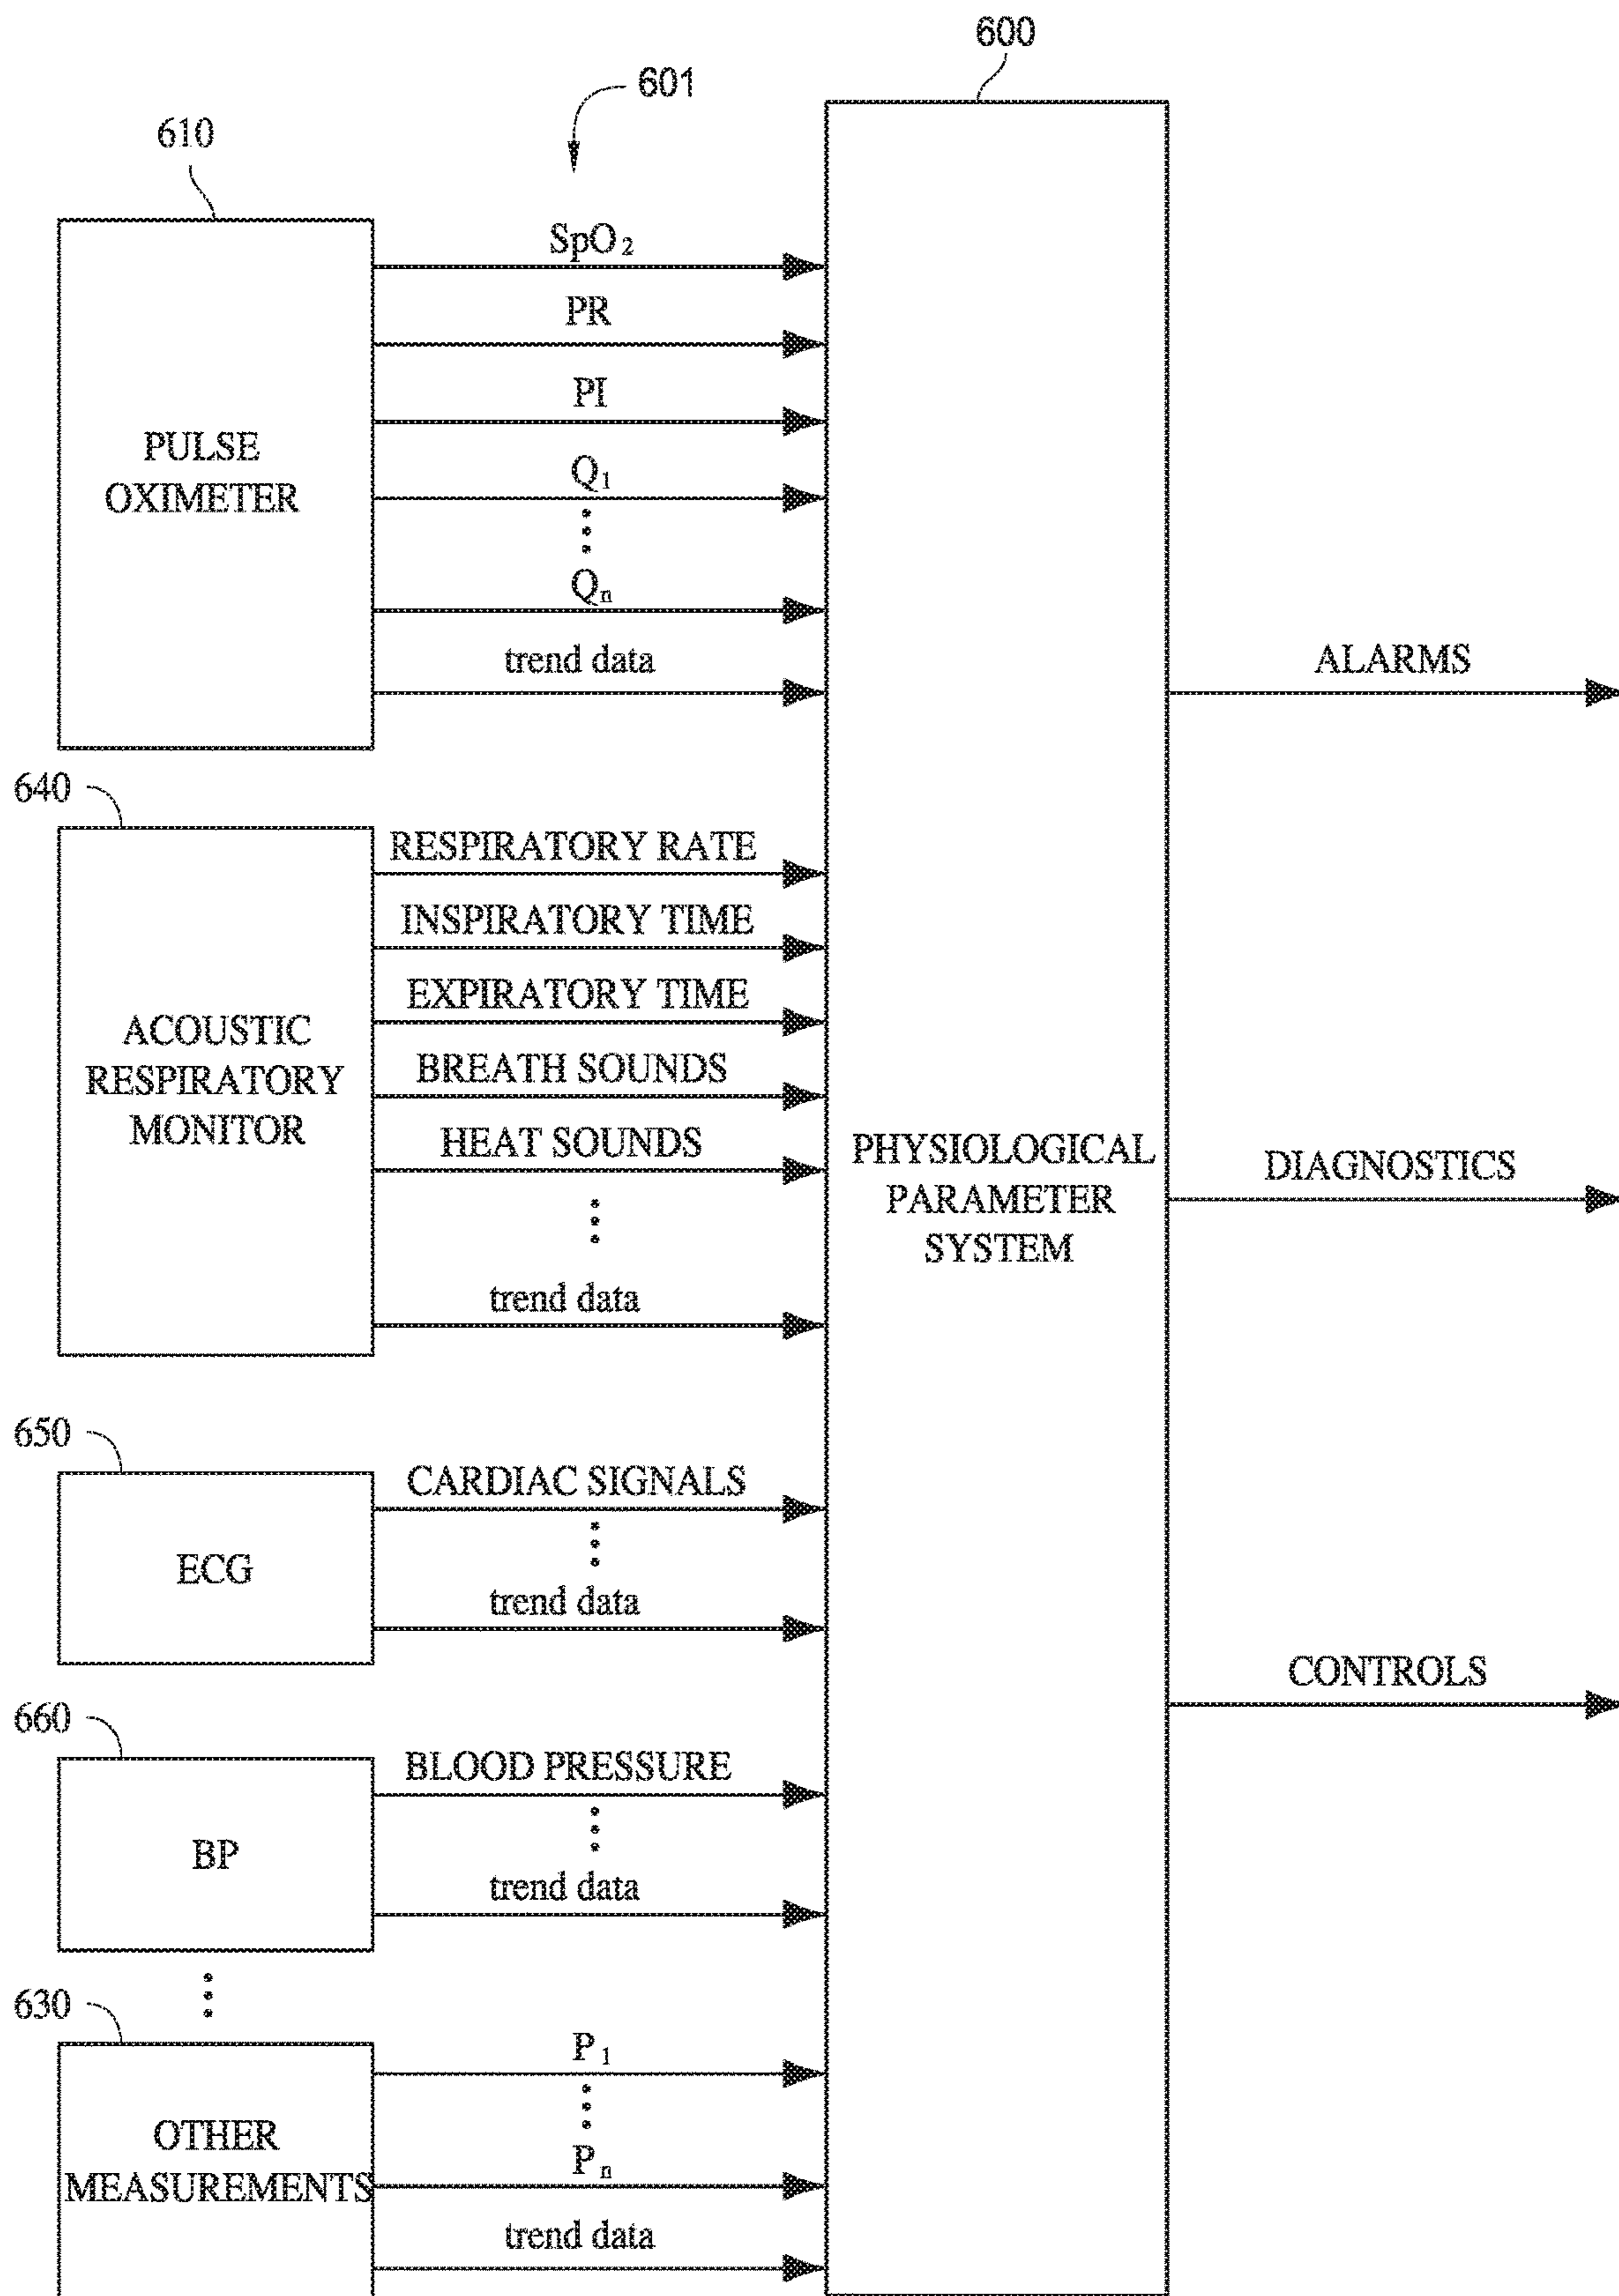 600
601
610
SpO₂
PR
PI
PULSE
OXIMETER
Q₁
Qₙ
trend data
ALARMS
640
RESPIRATORY RATE
INSPIRATORY TIME
EXPIRATORY TIME
ACOUSTIC
RESPIRATORY
MONITOR
BREATH SOUNDS
HEAT SOUNDS
trend data
PHYSIOLOGICAL
PARAMETER
SYSTEM
DIAGNOSTICS
650
CARDIAC SIGNALS
ECG
trend data
CONTROLS
660
BLOOD PRESSURE
BP
trend data
630
P₁
OTHER
MEASUREMENTS
Pₙ
trend data